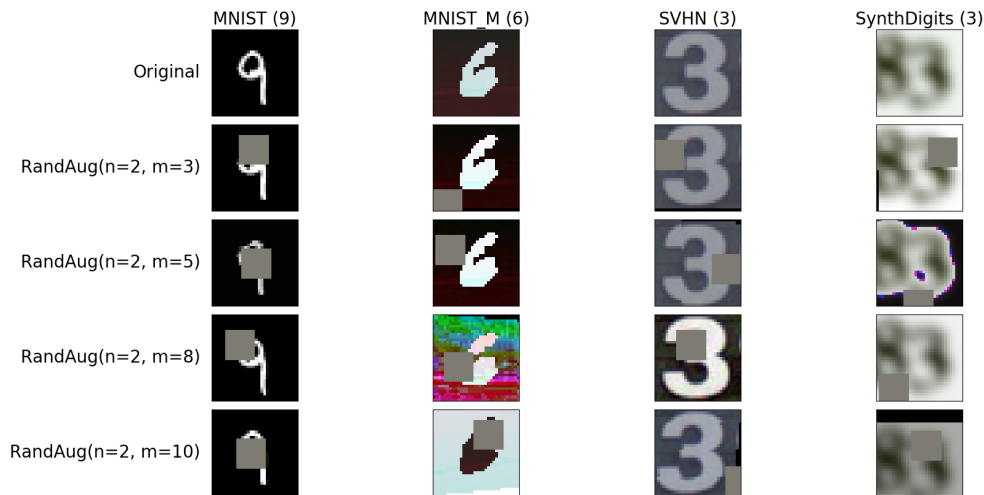 MNIST (9) MNIST_M (6) SVHN (3) SynthDigits (3)
Original
RandAug(n=2, m=3)
RandAug(n=2, m=5)
RandAug(n=2, m=8)
RandAug(n=2, m=10)